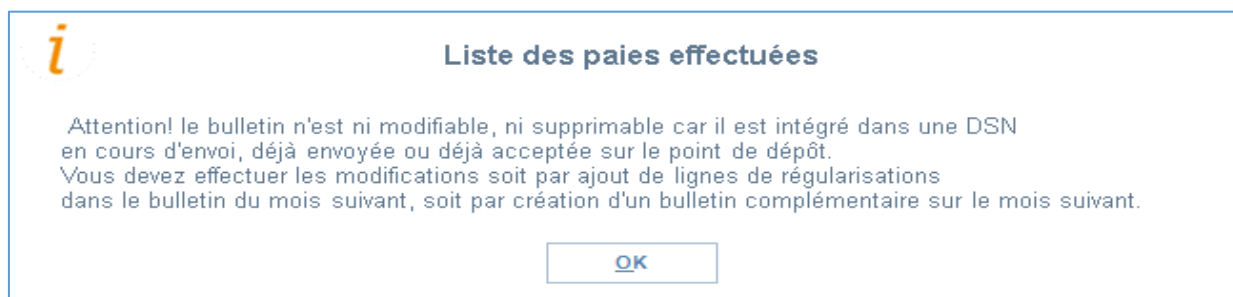 i
Liste des paies effectuées
Attention! le bulletin n'est ni modifiable, ni supprimable car il est intégré dans une DSN
en cours d'envoi, déjà envoyée ou déjà acceptée sur le point de dépôt.
Vous devez effectuer les modifications soit par ajout de lignes de régularisations
dans le bulletin du mois suivant, soit par création d'un bulletin complémentaire sur le mois suivant.
OK